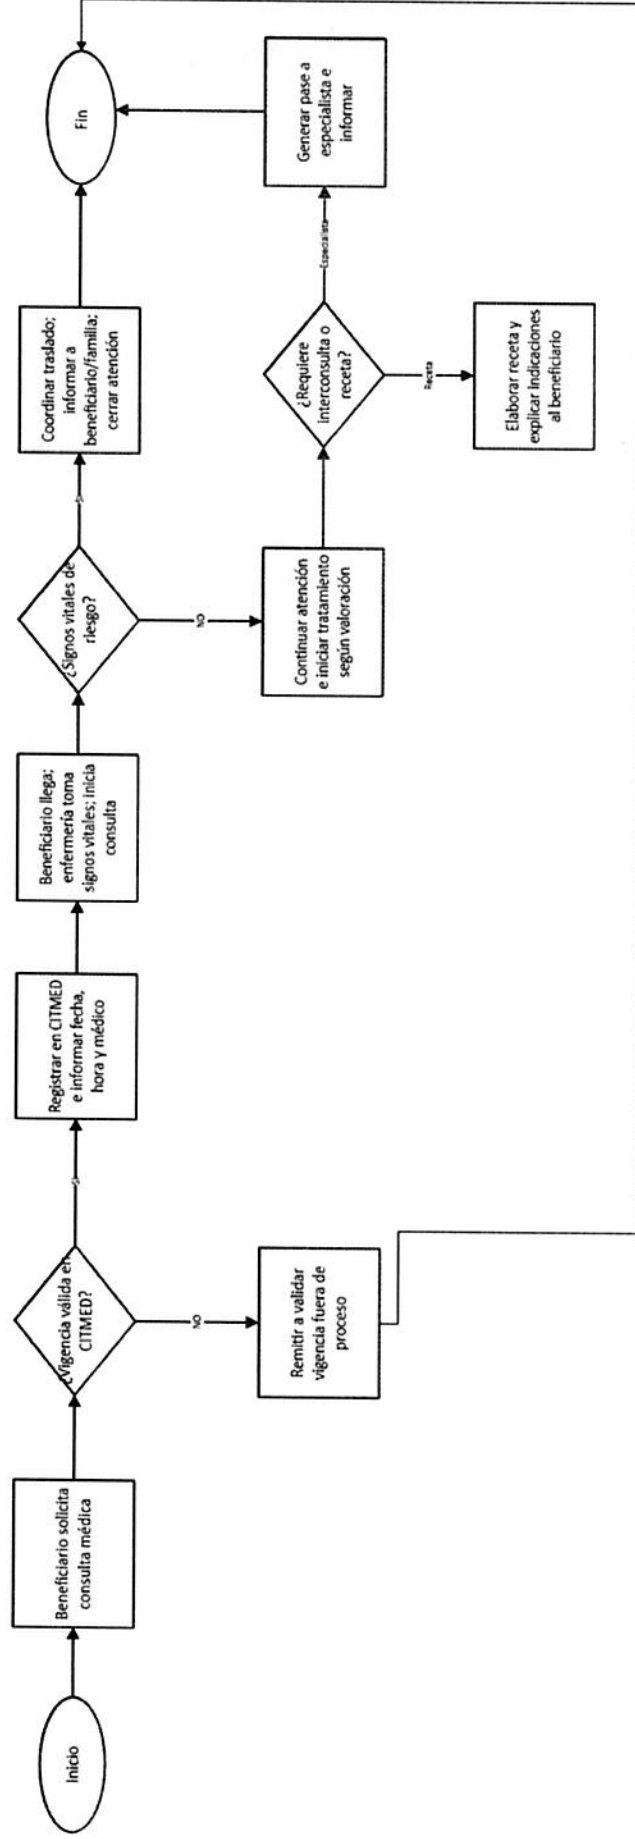 Inicio
Beneficiario solicita
consulta médica
¿Vigencia válida en
CITMED?
SI
Registrar en CITMED
e informar fecha,
hora y médico
Beneficiario llega;
enfermería toma
signos vitales; inicia
consulta
¿Signos vitales de
riesgo?
SI
Coordinar traslado;
informar a
beneficiario/familia;
cerrar atención
Fin
NO
Remitir a validar
vigencia fuera de
proceso
NO
Continuar atención
e iniciar tratamiento
según valoración
¿Requiere
interconsulta o
receta?
Especialista
Generar pase a
especialista e
informar
Receta
Elaborar receta y
explicar indicaciones
al beneficiario